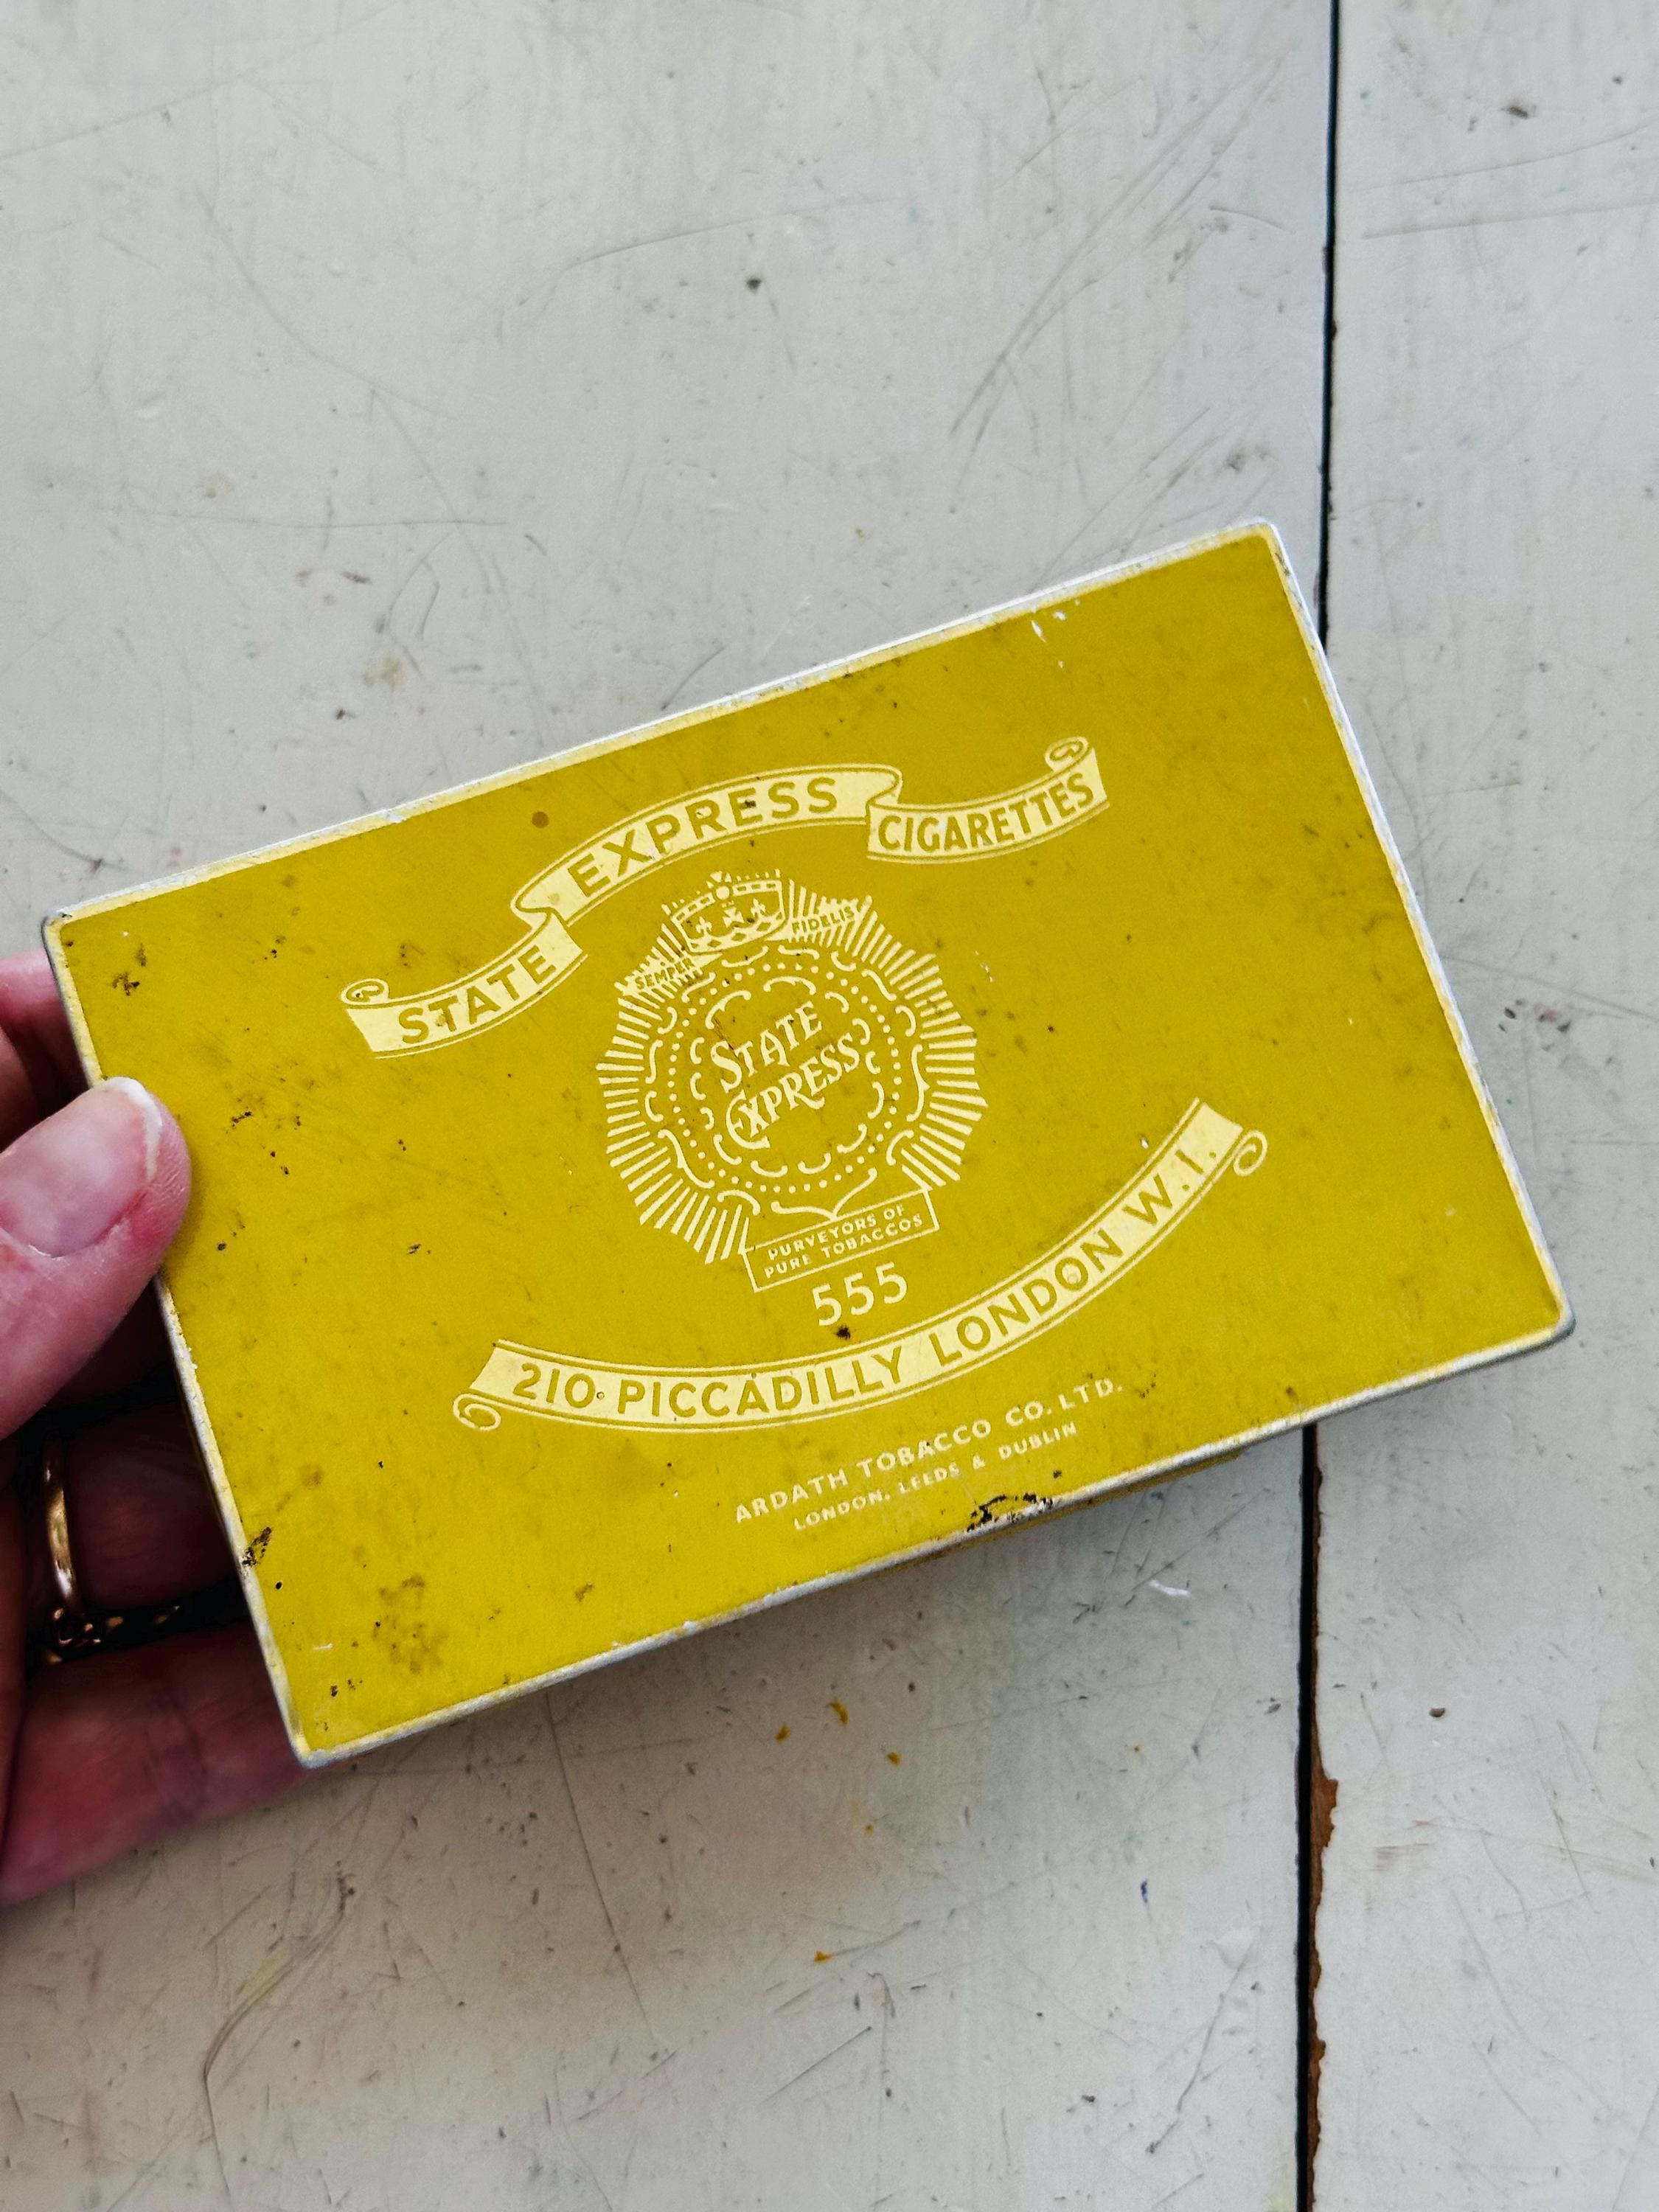 STATE EXPRESS CIGARETTES
SEMPER FIDELIS
STATE
EXPRESS
PURVEYORS OF
PURE TOBACCOS
555
210 PICCADILLY LONDON W.I.
ARDATH TOBACCO CO. LTD.
LONDON, LEEDS & DUBLIN